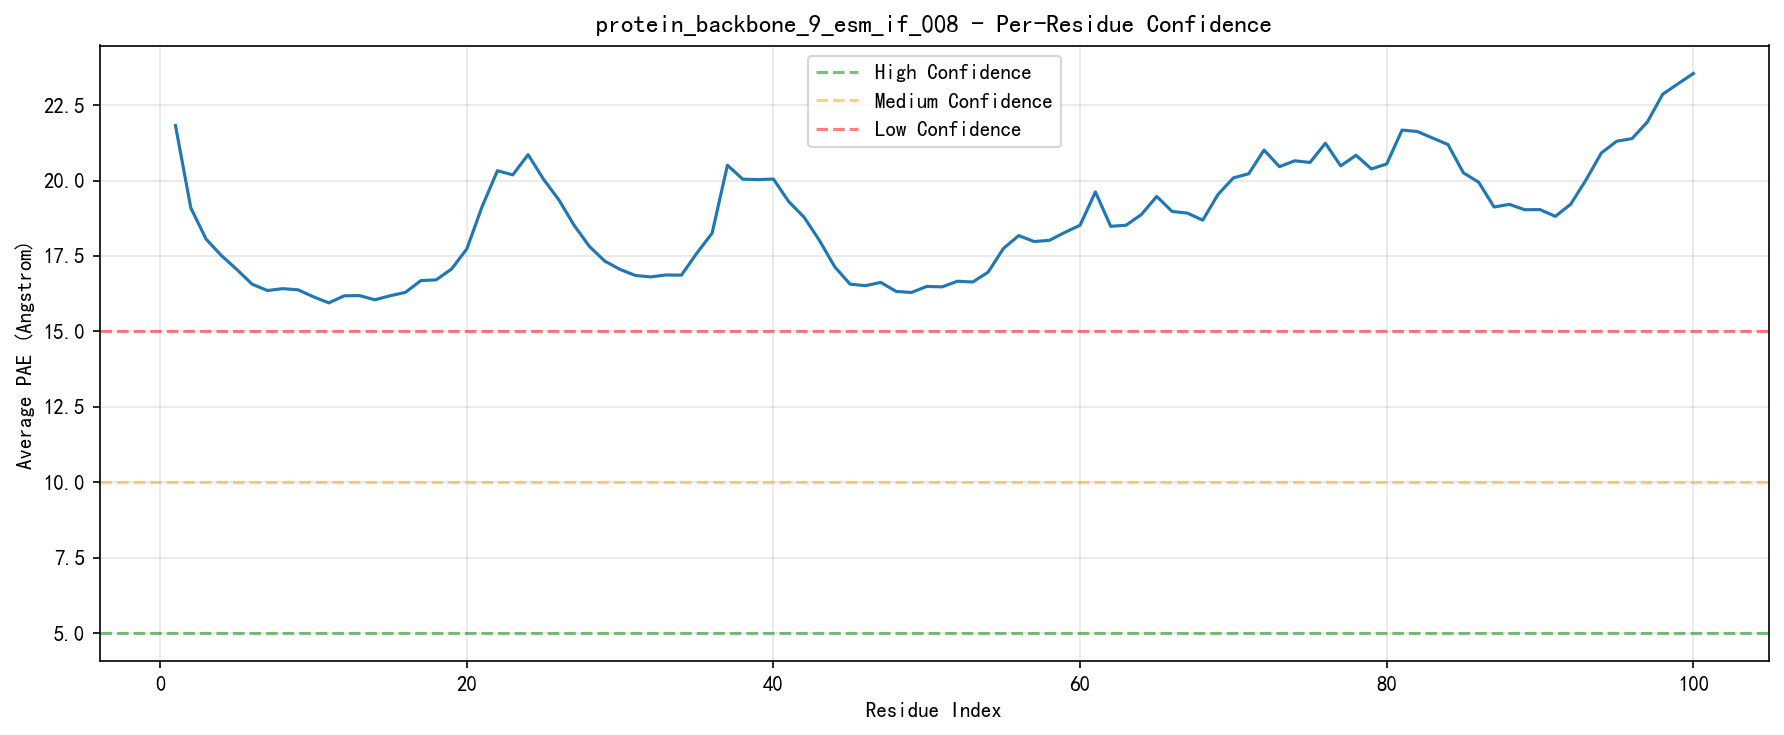 protein_backbone_9_esm_if_008 - Per-Residue Confidence
High Confidence
Medium Confidence
Low Confidence
Average PAE (Angstrom)
22.5
20.0
17.5
15.0
12.5
10.0
7.5
5.0
0 20 40 60 80 100
Residue Index